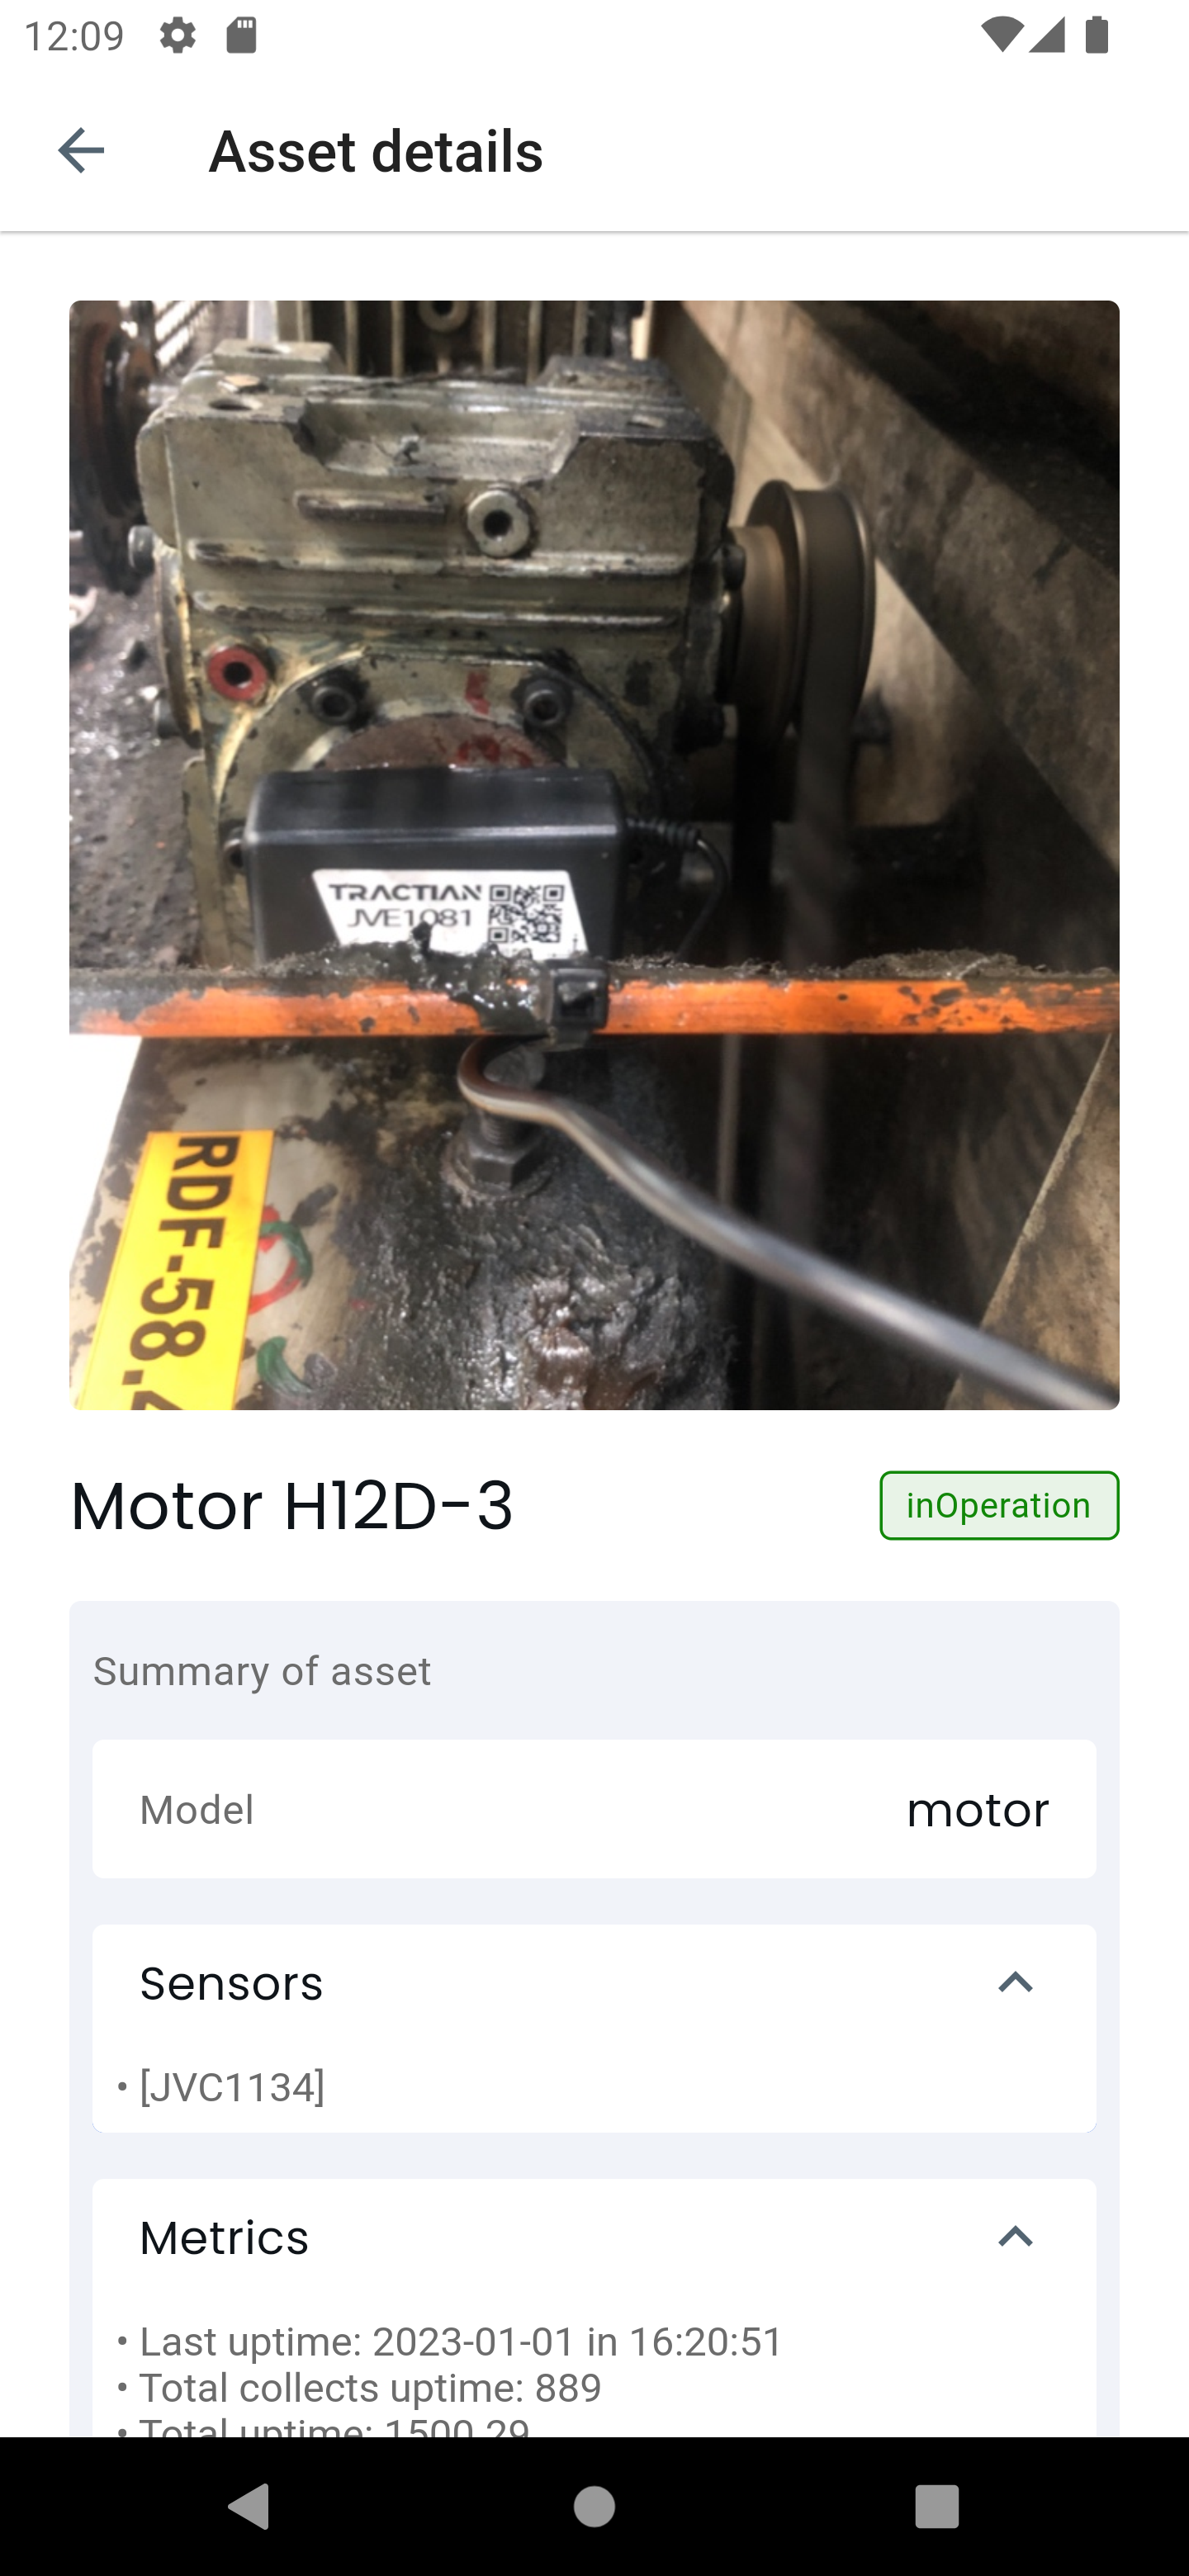 12:09
Asset details
TRACTIAN
JVE1081
RDF-58.
Motor H12D-3
inOperation
Summary of asset
Model
motor
Sensors
• [JVC1134]
Metrics
• Last uptime: 2023-01-01 in 16:20:51
• Total collects uptime: 889
• Total uptime: 1500.29